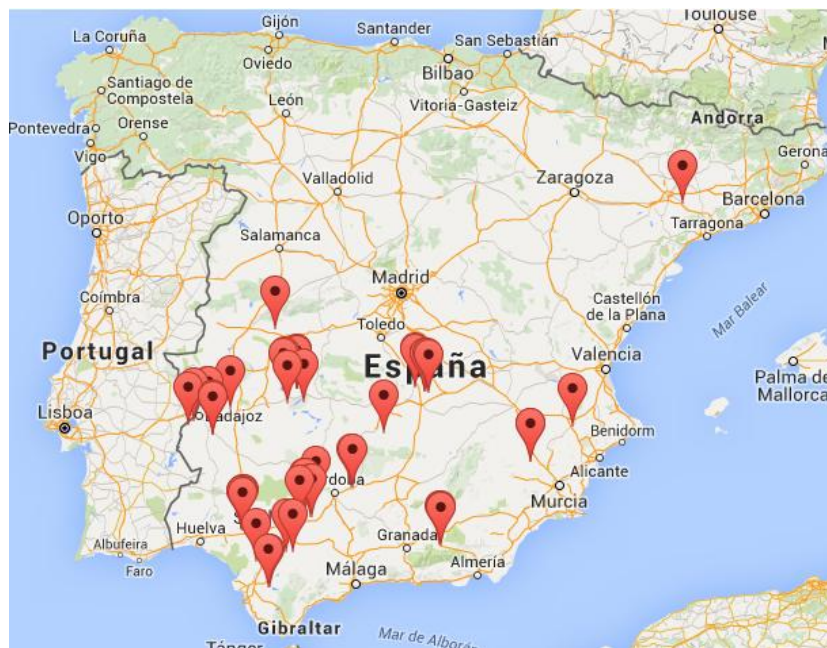 Toulouse
Gijón
Santander
La Coruña
San Sebastián
Oviedo
Bilbao
Santiago de
Compostela
León
Vitoria-Gasteiz
Andorra
Pontevedra
Orense
Vigo
Gerona
Valladolid
Zaragoza
Barcelona
Oporto
Tarragona
Salamanca
Madrid
Coímbra
Castellón
de la Plana
Mar Balear
Toledo
Portugal
España
Valencia
Palma de
Mallorca
Lisboa
Badajoz
Benidorm
Alicante
Murcia
Huelva
Granada
Albufeira
Faro
Almería
Málaga
Gibraltar
Mar de Alborán
Tánger